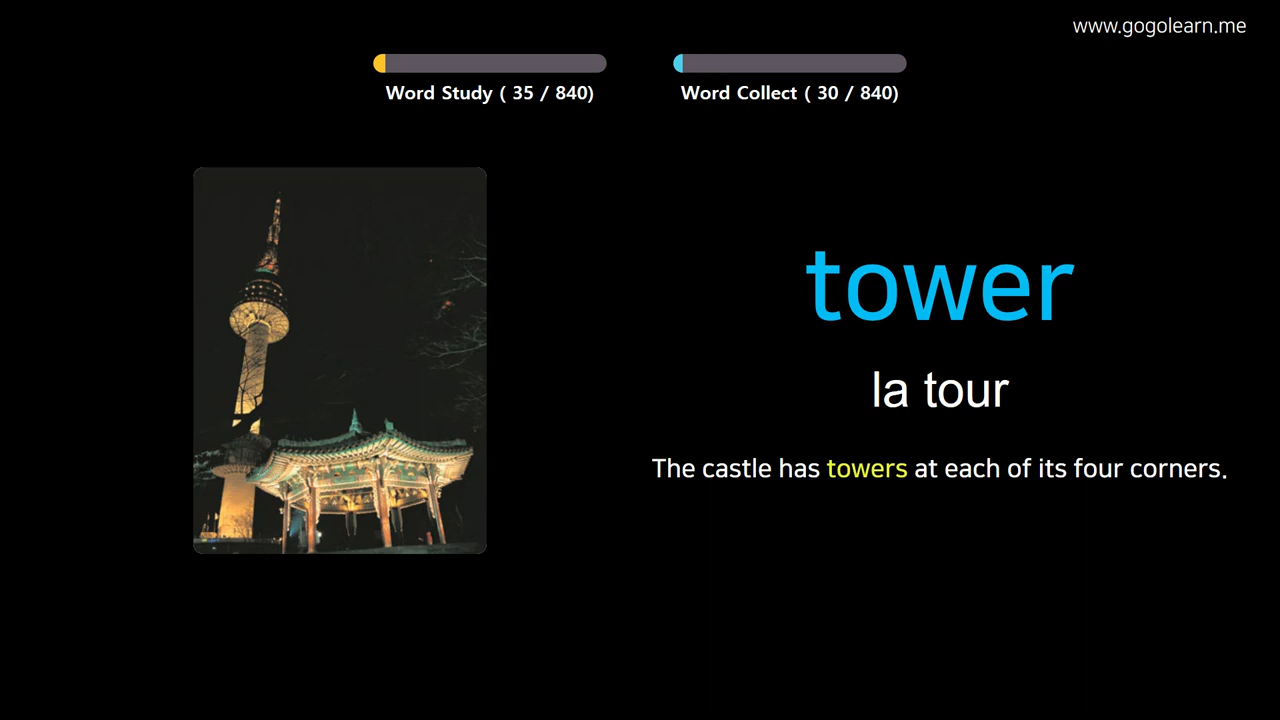 www.gogolearn.me
Word Study ( 35 / 840)
Word Collect ( 30 / 840)
tower
la tour
The castle has towers at each of its four corners.